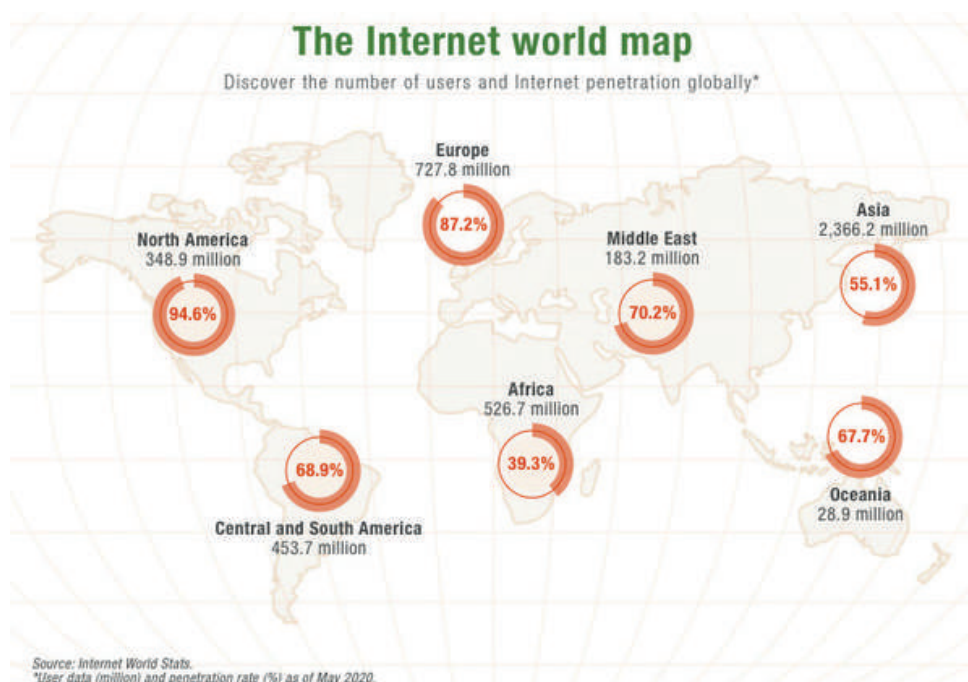 The Internet world map
Discover the number of users and Internet penetration globally*
Europe
727.8 million
87.2%
Asia
2,366.2 million
55.1%
North America
348.9 million
94.6%
Middle East
183.2 million
70.2%
Africa
526.7 million
39.3%
67.7%
Oceania
28.9 million
68.9%
Central and South America
453.7 million
Source: Internet World Stats.
*User data (million) and penetration rate (%) as of May 2020.